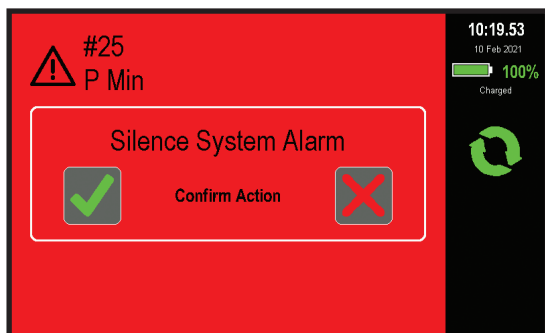 #25
P Min
Silence System Alarm
Confirm Action
10:19.53
10 Feb 2021
100%
Charged